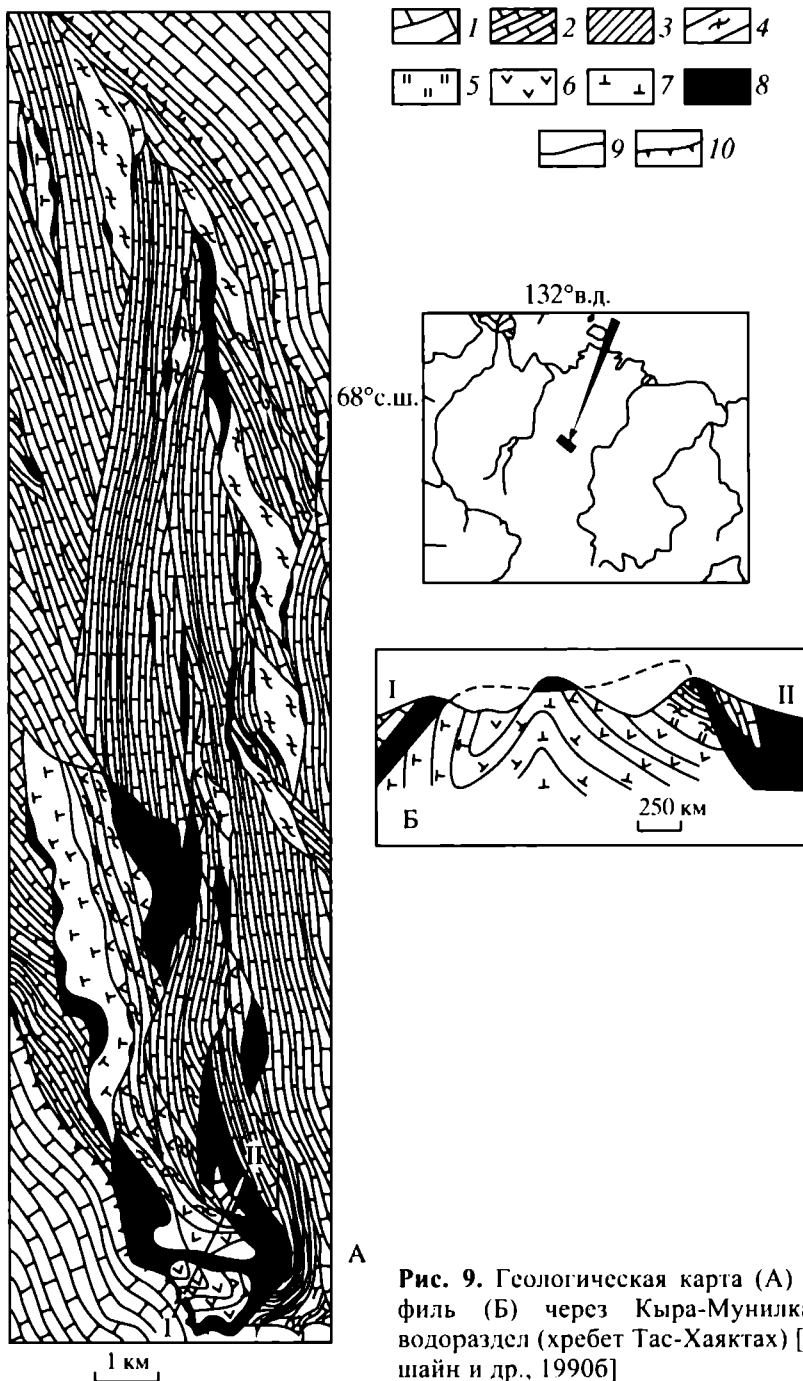 1 2 3 4
5 6 7 8
9 10
132°в.д.
68°с.ш.
I II
Б 250 км
II
I
А
1 км
Рис. 9. Геологическая карта (А)
филь (Б) через Кыра-Мунилка
водораздел (хребет Тас-Хаяктах) [
шайн и др., 1990б]